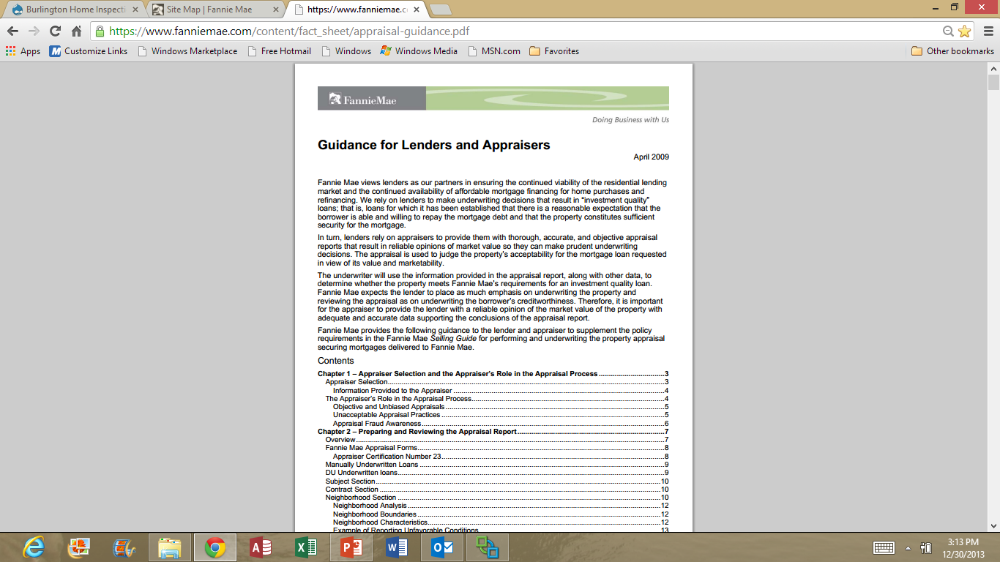 Burlington Home Inspecti
Site Map | Fannie Mae
https://www.fanniemae.c
https://www.fanniemae.com/content/fact_sheet/appraisal-guidance.pdf
Apps
Customize Links
Windows Marketplace
Free Hotmail
Windows
Windows Media
MSN.com
Favorites
Other bookmarks
FannieMae
Doing Business with Us
Guidance for Lenders and Appraisers
April 2009
Fannie Mae views lenders as our partners in ensuring the continued viability of the residential lending
market and the continued availability of affordable mortgage financing for home purchases and
refinancing. We rely on lenders to make underwriting decisions that result in “investment quality”
loans; that is, loans for which it has been established that there is a reasonable expectation that the
borrower is able and willing to repay the mortgage debt and that the property constitutes sufficient
security for the mortgage.
In turn, lenders rely on appraisers to provide them with thorough, accurate, and objective appraisal
reports that result in reliable opinions of market value so they can make prudent underwriting
decisions. The appraisal is used to judge the property’s acceptability for the mortgage loan requested
in view of its value and marketability.
The underwriter will use the information provided in the appraisal report, along with other data, to
determine whether the property meets Fannie Mae’s requirements for an investment quality loan.
Fannie Mae expects the lender to place as much emphasis on underwriting the property and
reviewing the appraisal as on underwriting the borrower’s creditworthiness. Therefore, it is important
for the appraiser to provide the lender with a reliable opinion of the market value of the property with
adequate and accurate data supporting the conclusions of the appraisal report.
Fannie Mae provides the following guidance to the lender and appraiser to supplement the policy
requirements in the Fannie Mae Selling Guide for performing and underwriting the property appraisal
securing mortgages delivered to Fannie Mae.
Contents
Chapter 1 – Appraiser Selection and the Appraiser’s Role in the Appraisal Process..................................3
Appraiser Selection..................................3
Information Provided to the Appraiser..................................4
The Appraiser’s Role in the Appraisal Process..................................4
Objective and Unbiased Appraisals..................................5
Unacceptable Appraisal Practices..................................5
Appraisal Fraud Awareness..................................6
Chapter 2 – Preparing and Reviewing the Appraisal Report..................................7
Overview..................................7
Fannie Mae Appraisal Forms..................................8
Appraiser Certification Number 23..................................8
Manually Underwritten Loans..................................9
DU Underwritten loans..................................9
Subject Section..................................10
Contract Section..................................10
Neighborhood Section..................................10
Neighborhood Analysis..................................12
Neighborhood Boundaries..................................12
Neighborhood Characteristics..................................12
Example of Reporting Unfavorable Conditions..................................13
3:13 PM
12/30/2013